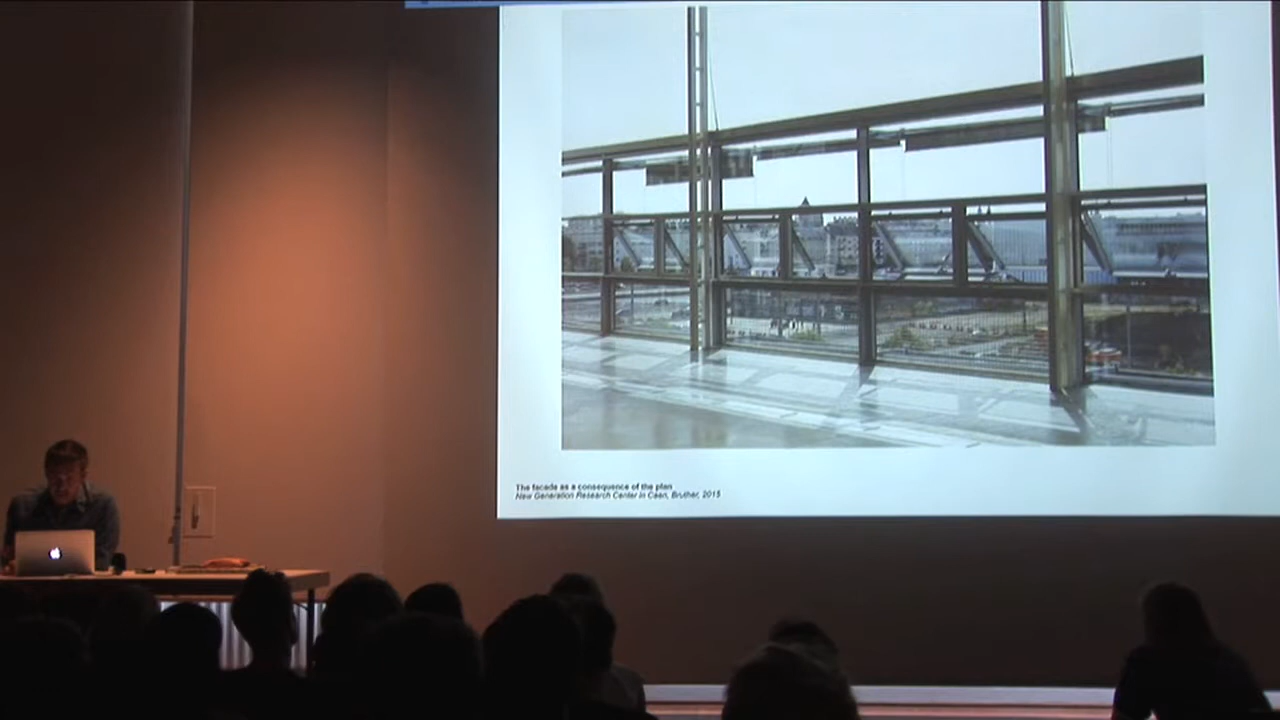 The facade as a consequence of the plan
New Generation Research Center in Caen, Bruther, 2015